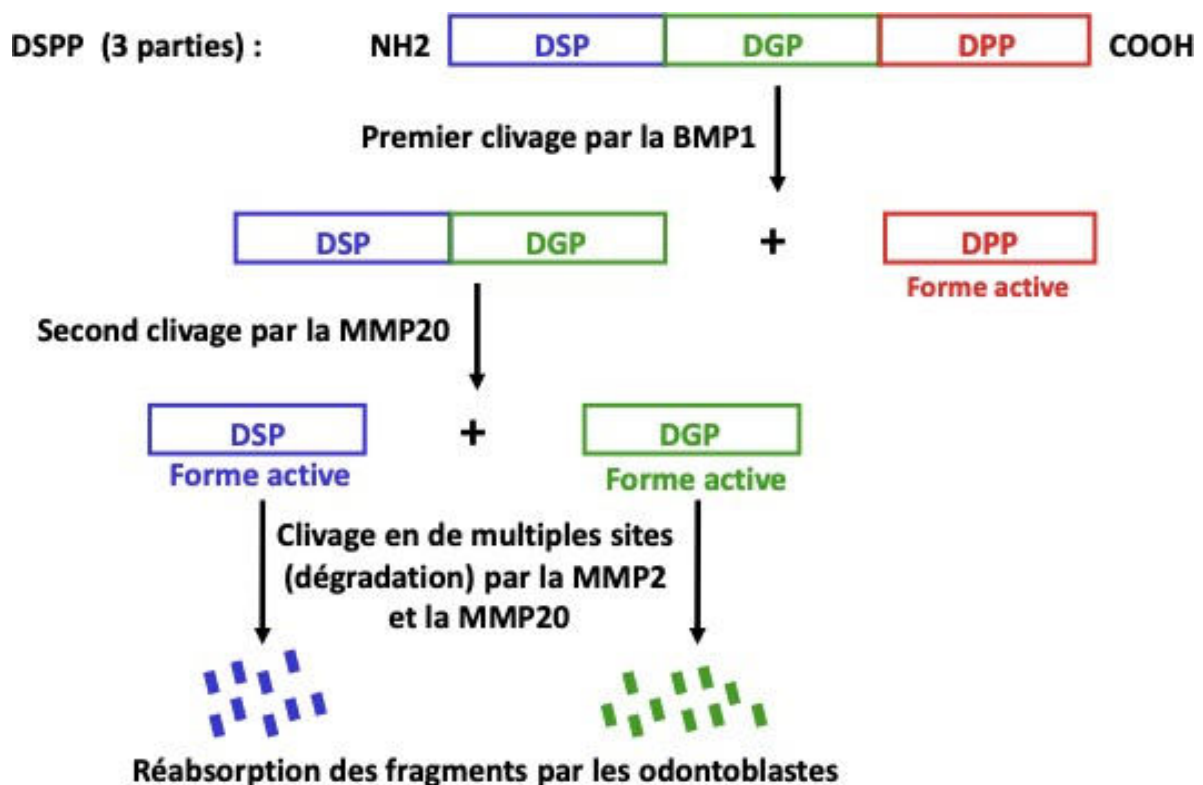 DSPP (3 parties) : NH2 DSP DGP DPP COOH
Premier clivage par la BMP1
DSP DGP + DPP
Forme active
Second clivage par la MMP20
DSP + DGP
Forme active Forme active
Clivage en de multiples sites
(dégradation) par la MMP2
et la MMP20
Réabsorption des fragments par les odontoblastes